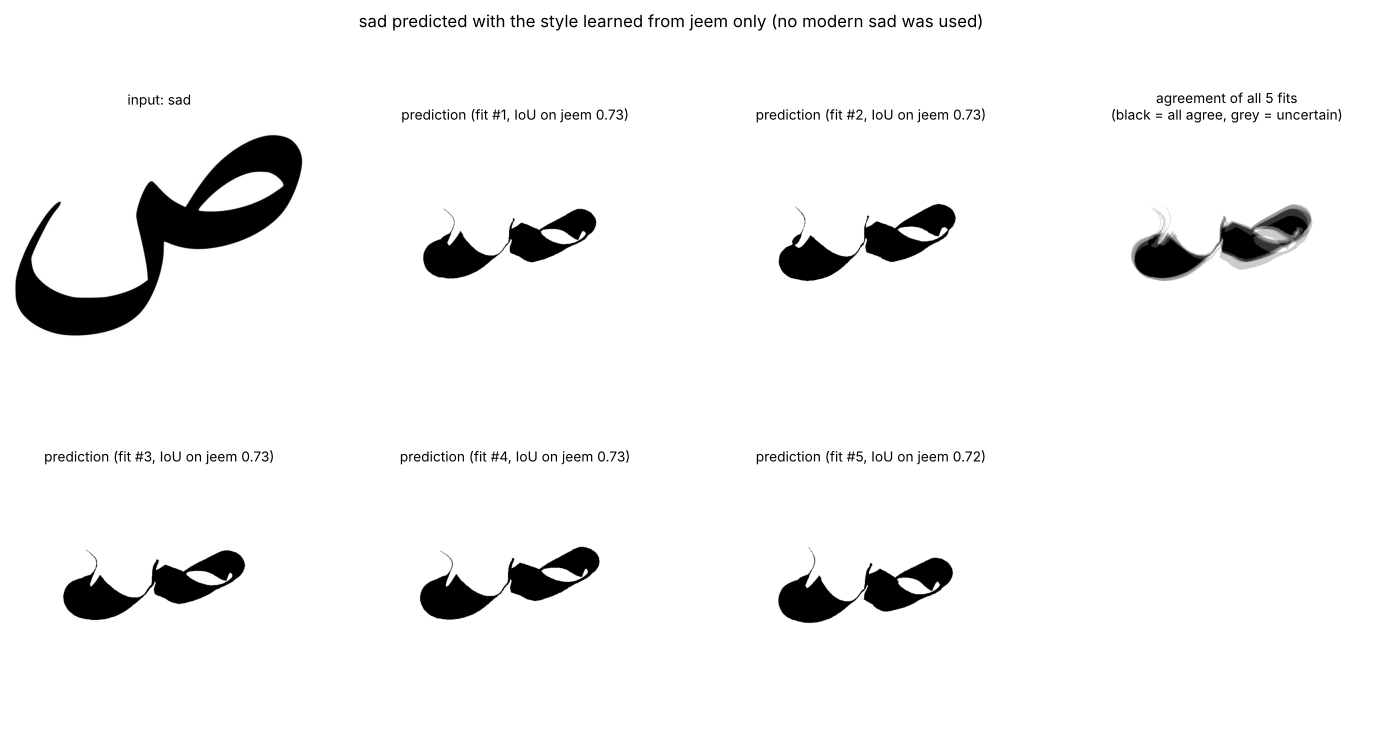 sad predicted with the style learned from jeem only (no modern sad was used)
input: sad
prediction (fit #1, IoU on jeem 0.73)
prediction (fit #2, IoU on jeem 0.73)
agreement of all 5 fits
(black = all agree, grey = uncertain)
ص
prediction (fit #3, IoU on jeem 0.73)
prediction (fit #4, IoU on jeem 0.73)
prediction (fit #5, IoU on jeem 0.72)